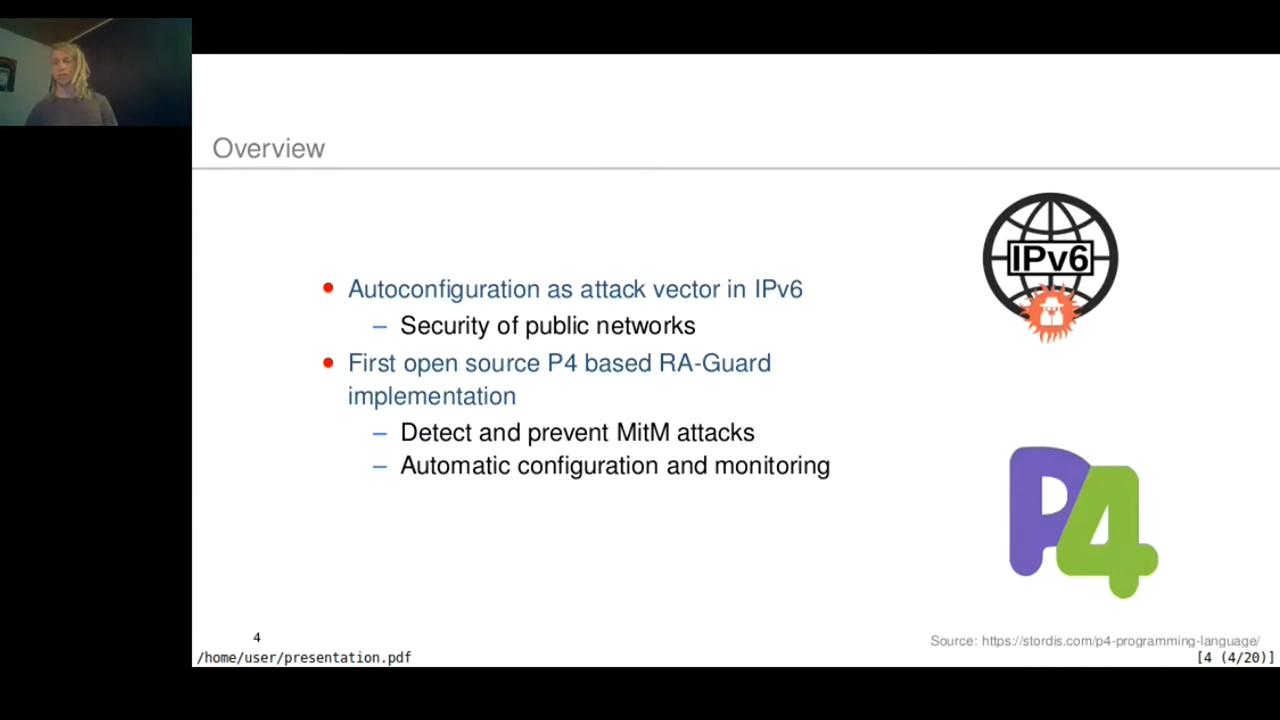 Overview
IPv6
• Autoconfiguration as attack vector in IPv6
– Security of public networks
• First open source P4 based RA-Guard
implementation
– Detect and prevent MitM attacks
– Automatic configuration and monitoring
P4
4
Source: https://stordis.com/p4-programming-language/
/home/user/presentation.pdf
[4 (4/20)]